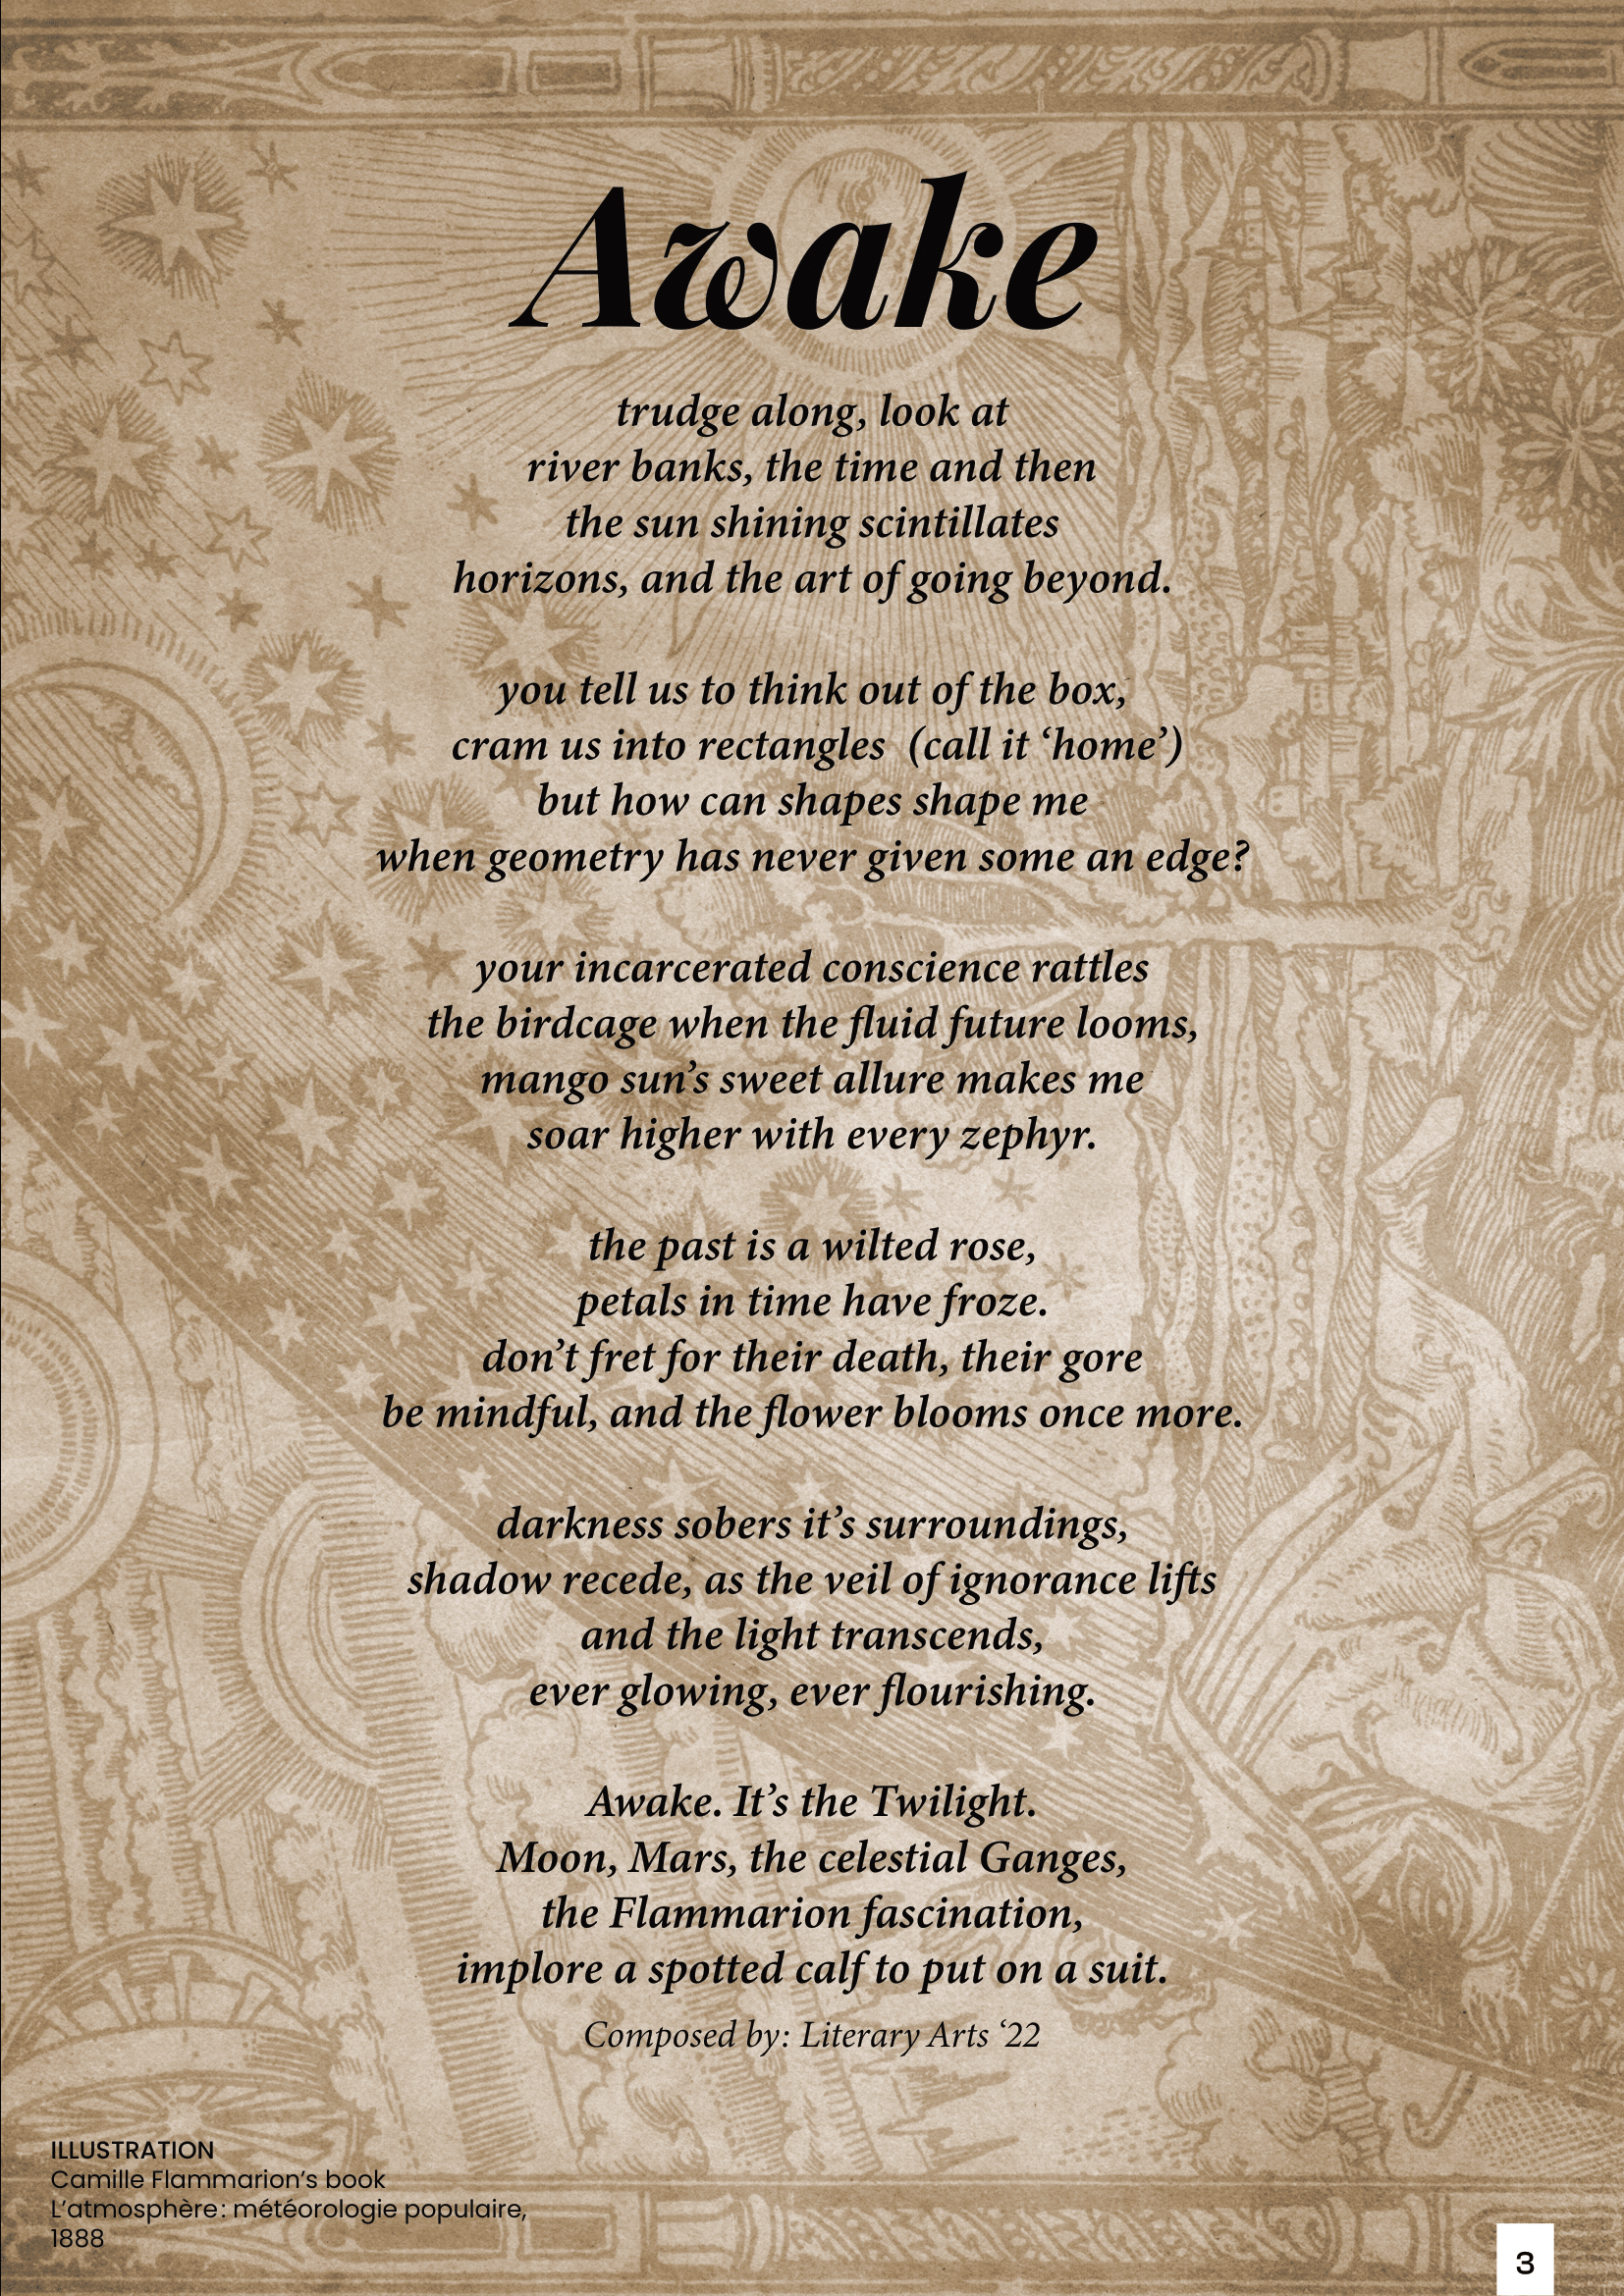 Awake
trudge along, look at
river banks, the time and then
the sun shining scintillates
horizons, and the art of going beyond.
you tell us to think out of the box,
cram us into rectangles  (call it ‘home’)
but how can shapes shape me
when geometry has never given some an edge?
your incarcerated conscience rattles
the birdcage when the fluid future looms,
mango sun’s sweet allure makes me
soar higher with every zephyr.
the past is a wilted rose,
petals in time have froze.
don’t fret for their death, their gore
be mindful, and the flower blooms once more.
darkness sobers it’s surroundings,
shadow recede, as the veil of ignorance lifts
and the light transcends,
ever glowing, ever flourishing.
Awake. It’s the Twilight.
Moon, Mars, the celestial Ganges,
the Flammarion fascination,
implore a spotted calf to put on a suit.
Composed by: Literary Arts ‘22
ILLUSTRATION
Camille Flammarion’s book
L’atmosphère : météorologie populaire,
1888
3